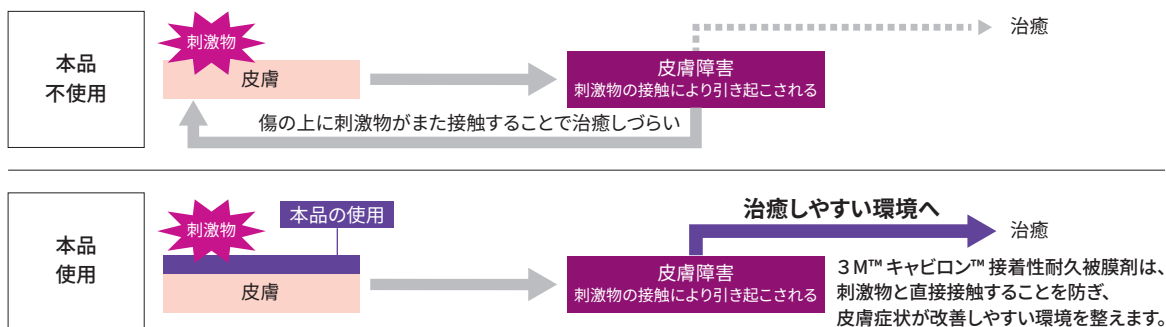 本品
不使用
刺激物
皮膚
皮膚障害
刺激物の接触により引き起こされる
治癒
傷の上に刺激物がまた接触することで治癒しづらい
本品
使用
刺激物
本品の使用
皮膚
皮膚障害
刺激物の接触により引き起こされる
治癒しやすい環境へ
治癒
3M™ キャビロン™ 接着性耐久被膜剤は、
刺激物と直接接触することを防ぎ、
皮膚症状が改善しやすい環境を整えます。